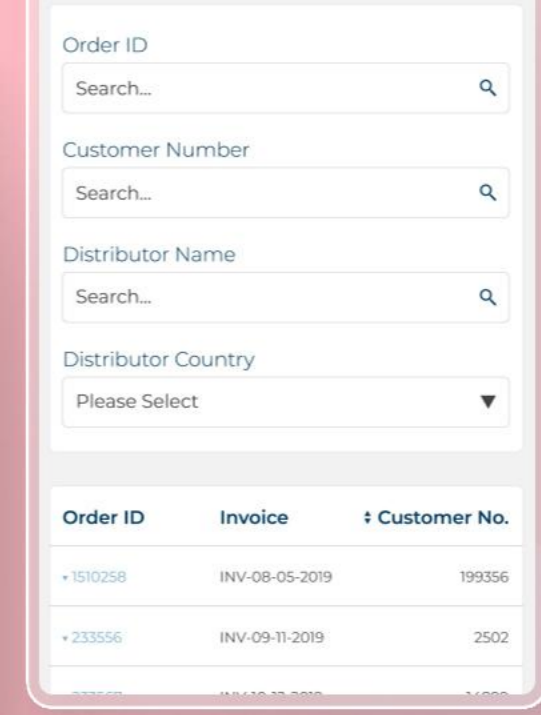 Order ID
Search...
Customer Number
Search...
Distributor Name
Search...
Distributor Country
Please Select
Order ID Invoice Customer No.
1510258 INV-08-05-2019 199356
233556 INV-09-11-2019 2502